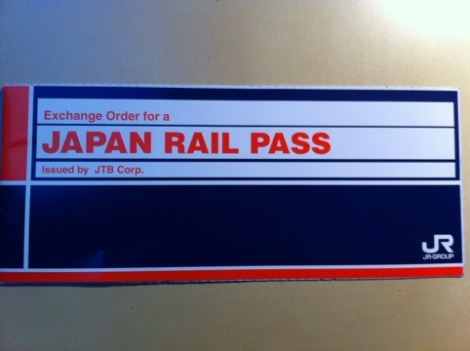 Exchange Order for a
JAPAN RAIL PASS
Issued by JTB Corp.
JR
JR GROUP